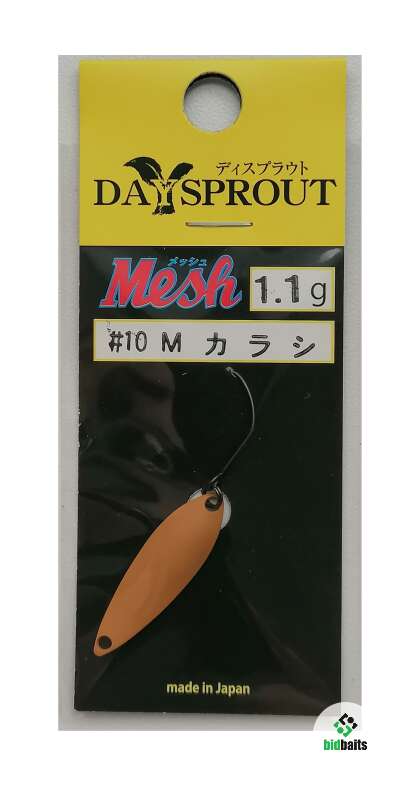 ディスプラウト
DAYSPROUT
メッシュ
Mesh 1.1g
#10 M カラシ
made in Japan
bidbaits